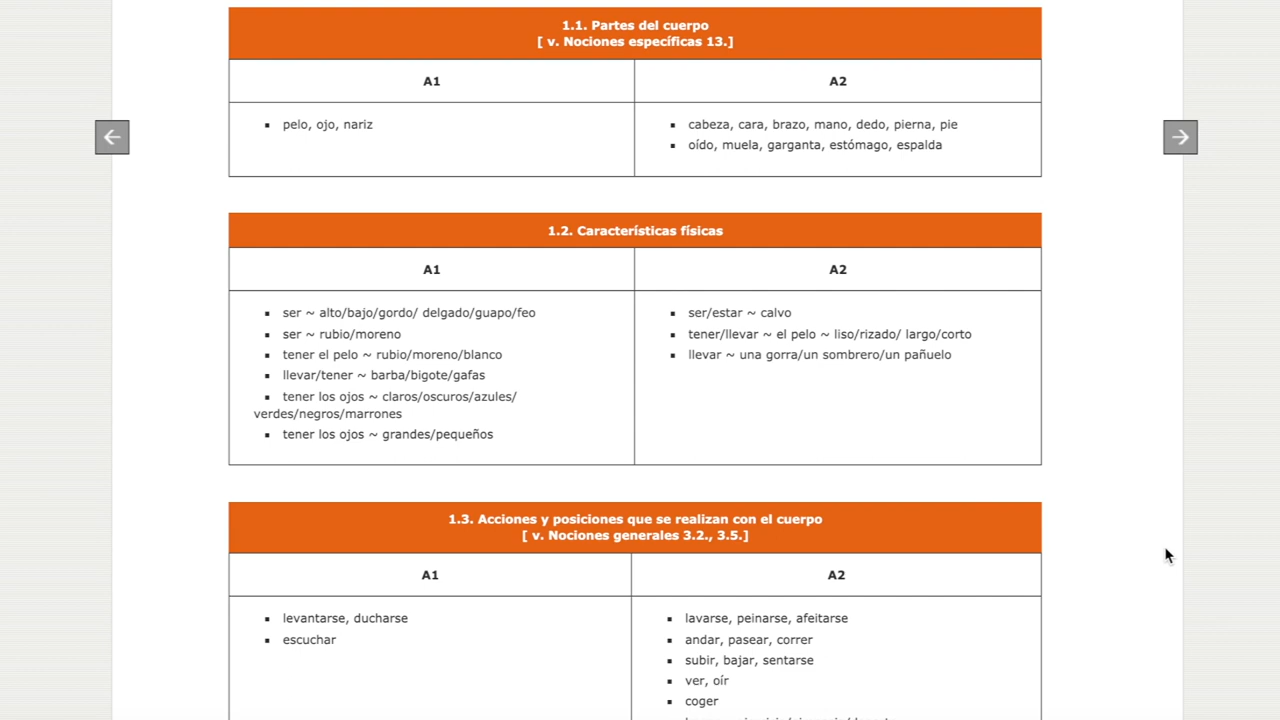 1.1. Partes del cuerpo
[ v. Nociones específicas 13.]
A1
A2
▪ pelo, ojo, nariz
▪ cabeza, cara, brazo, mano, dedo, pierna, pie
▪ oído, muela, garganta, estómago, espalda
1.2. Características físicas
A1
A2
▪ ser ~ alto/bajo/gordo/ delgado/guapo/feo
▪ ser ~ rubio/moreno
▪ tener el pelo ~ rubio/moreno/blanco
▪ llevar/tener ~ barba/bigote/gafas
▪ tener los ojos ~ claros/oscuros/azules/
verdes/negros/marrones
▪ tener los ojos ~ grandes/pequeños
▪ ser/estar ~ calvo
▪ tener/llevar ~ el pelo ~ liso/rizado/ largo/corto
▪ llevar ~ una gorra/un sombrero/un pañuelo
1.3. Acciones y posiciones que se realizan con el cuerpo
[ v. Nociones generales 3.2., 3.5.]
A1
A2
▪ levantarse, ducharse
▪ escuchar
▪ lavarse, peinarse, afeitarse
▪ andar, pasear, correr
▪ subir, bajar, sentarse
▪ ver, oír
▪ coger